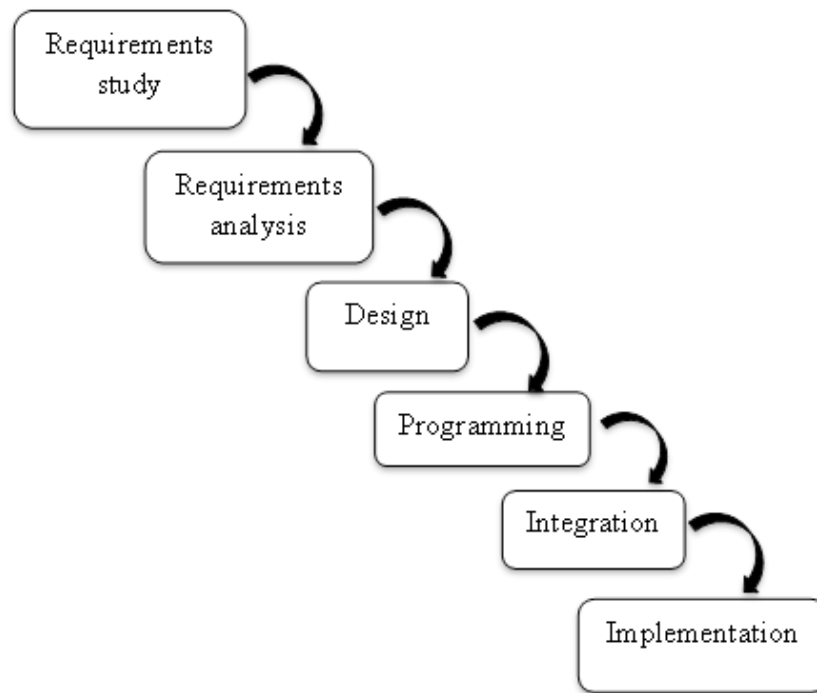 Requirements
study
Requirements
analysis
Design
Programming
Integration
Implementation